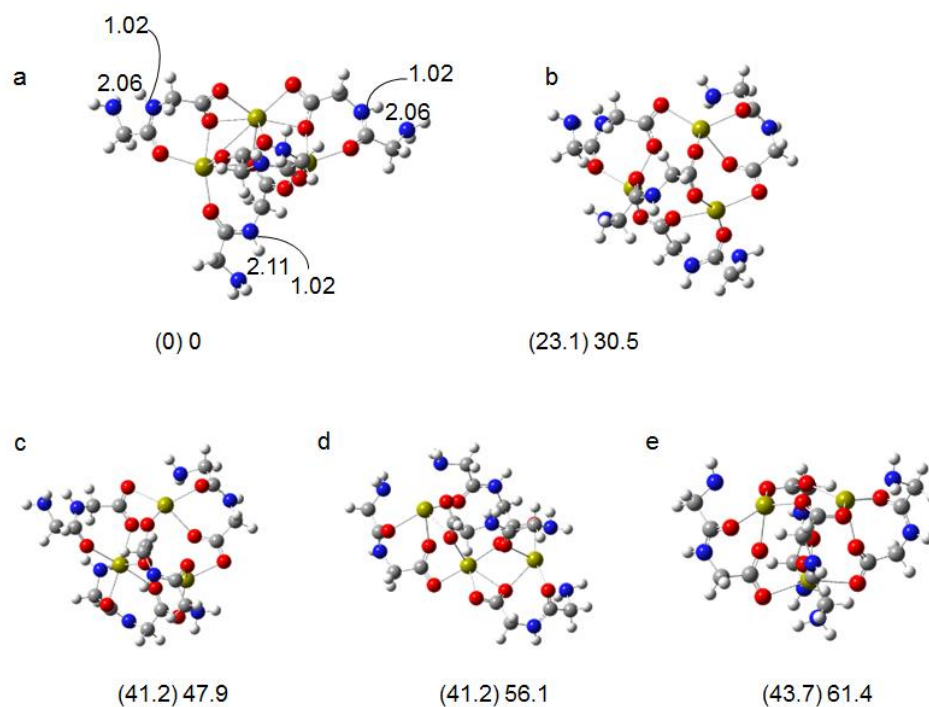 1.02
a
1.02
b
2.06
2.06
2.11
1.02
(0) 0
(23.1) 30.5
c
d
e
(41.2) 47.9
(41.2) 56.1
(43.7) 61.4